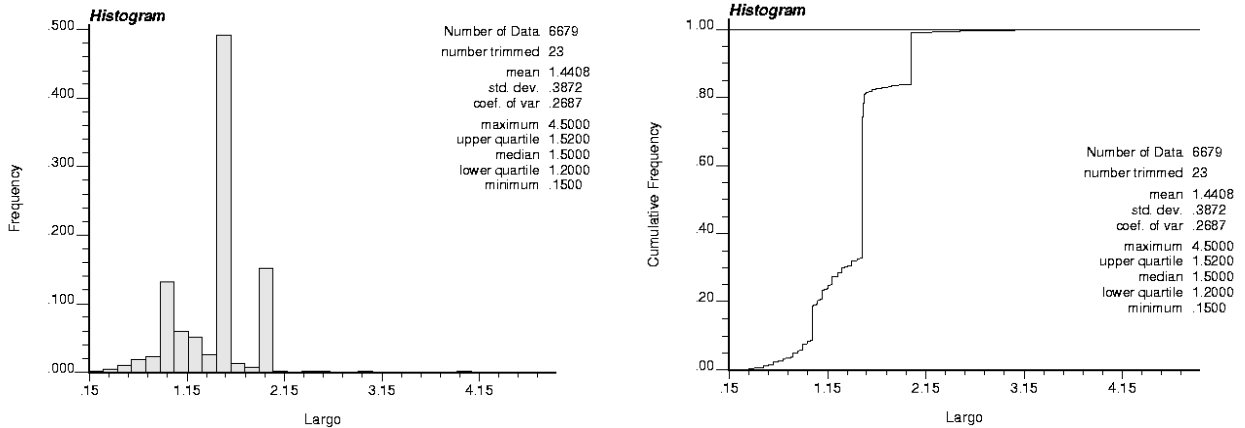 Histogram
Frequency
.500
.400
.300
.200
.100
.000
Number of Data 6679
number trimmed 23
mean 1.4408
std. dev. .3872
coef. of var .2687
maximum 4.5000
upper quartile 1.5200
median 1.5000
lower quartile 1.2000
minimum .1500
.15 1.15 2.15 3.15 4.15
Largo
Histogram
Cumulative Frequency
1.00
.80
.60
.40
.20
.00
Number of Data 6679
number trimmed 23
mean 1.4408
std. dev. .3872
coef. of var .2687
maximum 4.5000
upper quartile 1.5200
median 1.5000
lower quartile 1.2000
minimum .1500
.15 1.15 2.15 3.15 4.15
Largo